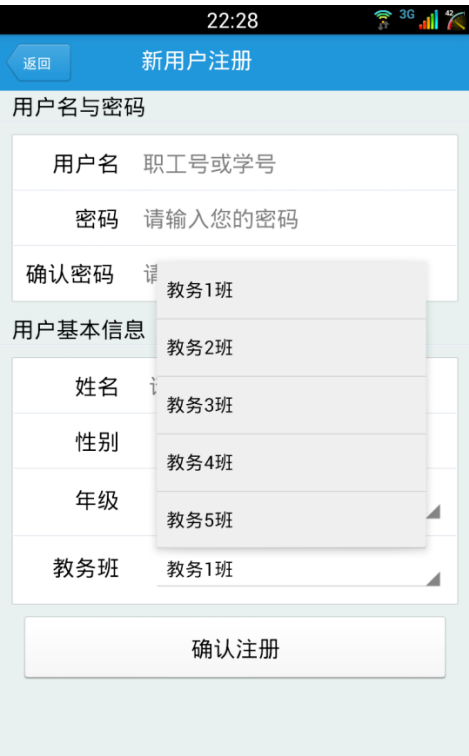 22:28
3G
42
返回
新用户注册
用户名与密码
用户名 职工号或学号
密码 请输入您的密码
确认密码 请
教务1班
用户基本信息
教务2班
姓名
教务3班
性别
教务4班
年级
教务5班
教务班 教务1班
确认注册